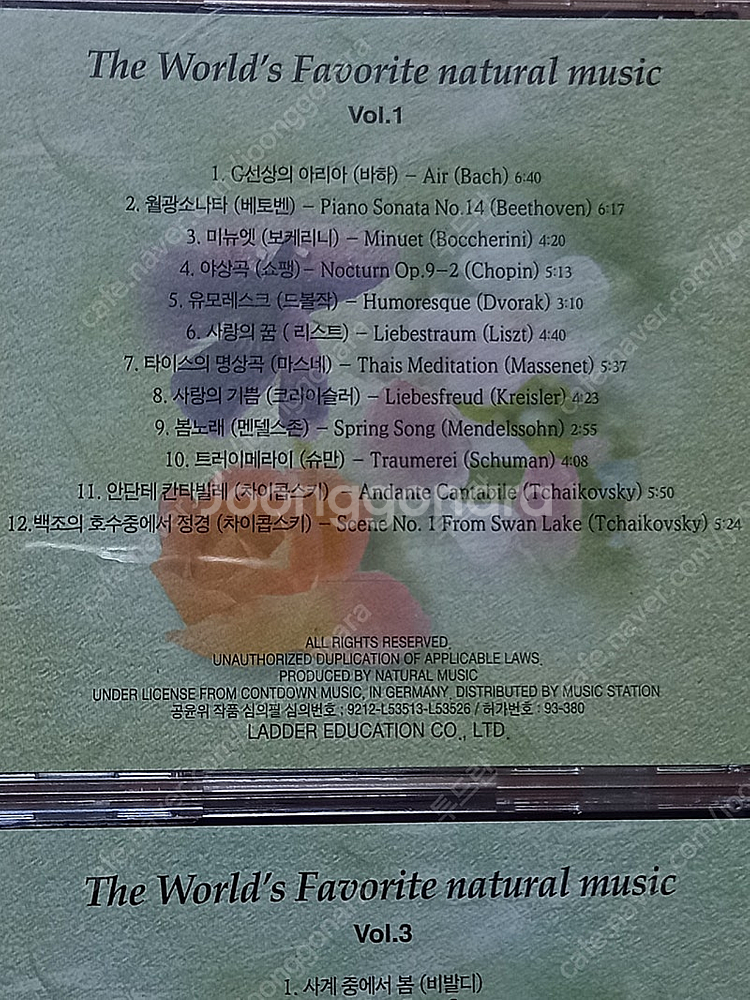 The World's Favorite natural music
Vol.1
1. G선상의 아리아 (바하) – Air (Bach) 6:40
2. 월광소나타 (베토벤) – Piano Sonata No.14 (Beethoven) 6:17
3. 미뉴엣 (보케리니) – Minuet (Boccherini) 4:20
4. 야상곡 (쇼팽)– Nocturn Op.9–2 (Chopin) 5:13
5. 유모레스크 (드볼작) – Humoresque (Dvorak) 3:10
6. 사랑의 꿈 ( 리스트) – Liebestraum (Liszt) 4:40
7. 타이스의 명상곡 (마스네) – Thais Meditation (Massenet) 5:37
8. 사랑의 기쁨 (크라이슬러) – Liebesfreud (Kreisler) 4:23
9. 봄노래 (멘델스존) – Spring Song (Mendelssohn) 2:55
10. 트레이메라이 (슈만) – Traumerei (Schuman) 4:08
11. 안단테 칸타빌레 (차이콥스키) – Andante Cantabile (Tchaikovsky) 5:50
12.백조의 호수중에서 정경 (차이콥스키) – Scene No. 1 From Swan Lake (Tchaikovsky) 5:24
Joonggonara
ALL RIGHTS RESERVED.
UNAUTHORIZED DUPLICATION OF APPLICABLE LAWS.
PRODUCED BY NATURAL MUSIC
UNDER LICENSE FROM CONTDOWN MUSIC, IN GERMANY, DISTRIBUTED BY MUSIC STATION
공윤위 작품 심의필 심의번호 ; 9212-L53513-L53526 / 허가번호 : 93-380
LADDER EDUCATION CO., LTD.
The World's Favorite natural music
Vol.3
1. 사계 중에서 봄 (비발디)